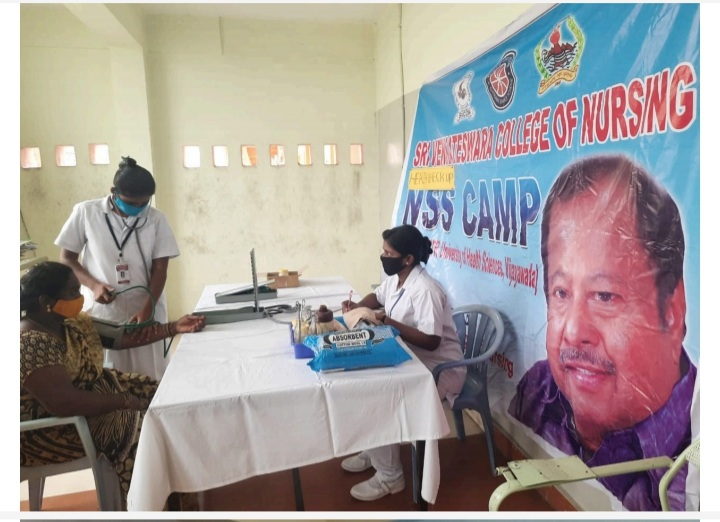 SRI VENKATESWARA COLLEGE OF NURSING
HEALTH CHECK UP
NSS CAMP
University of Health Sciences, Vijayawada)
ABSORBENT